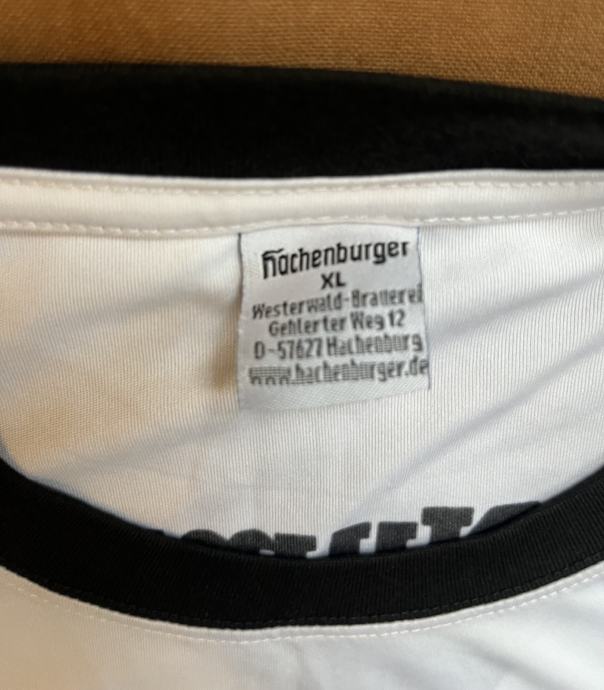 hachenburger
XL
Westerwald-Brauerei
Gehlerter Weg 12
D-57627 Hachenburg
www.hachenburger.de